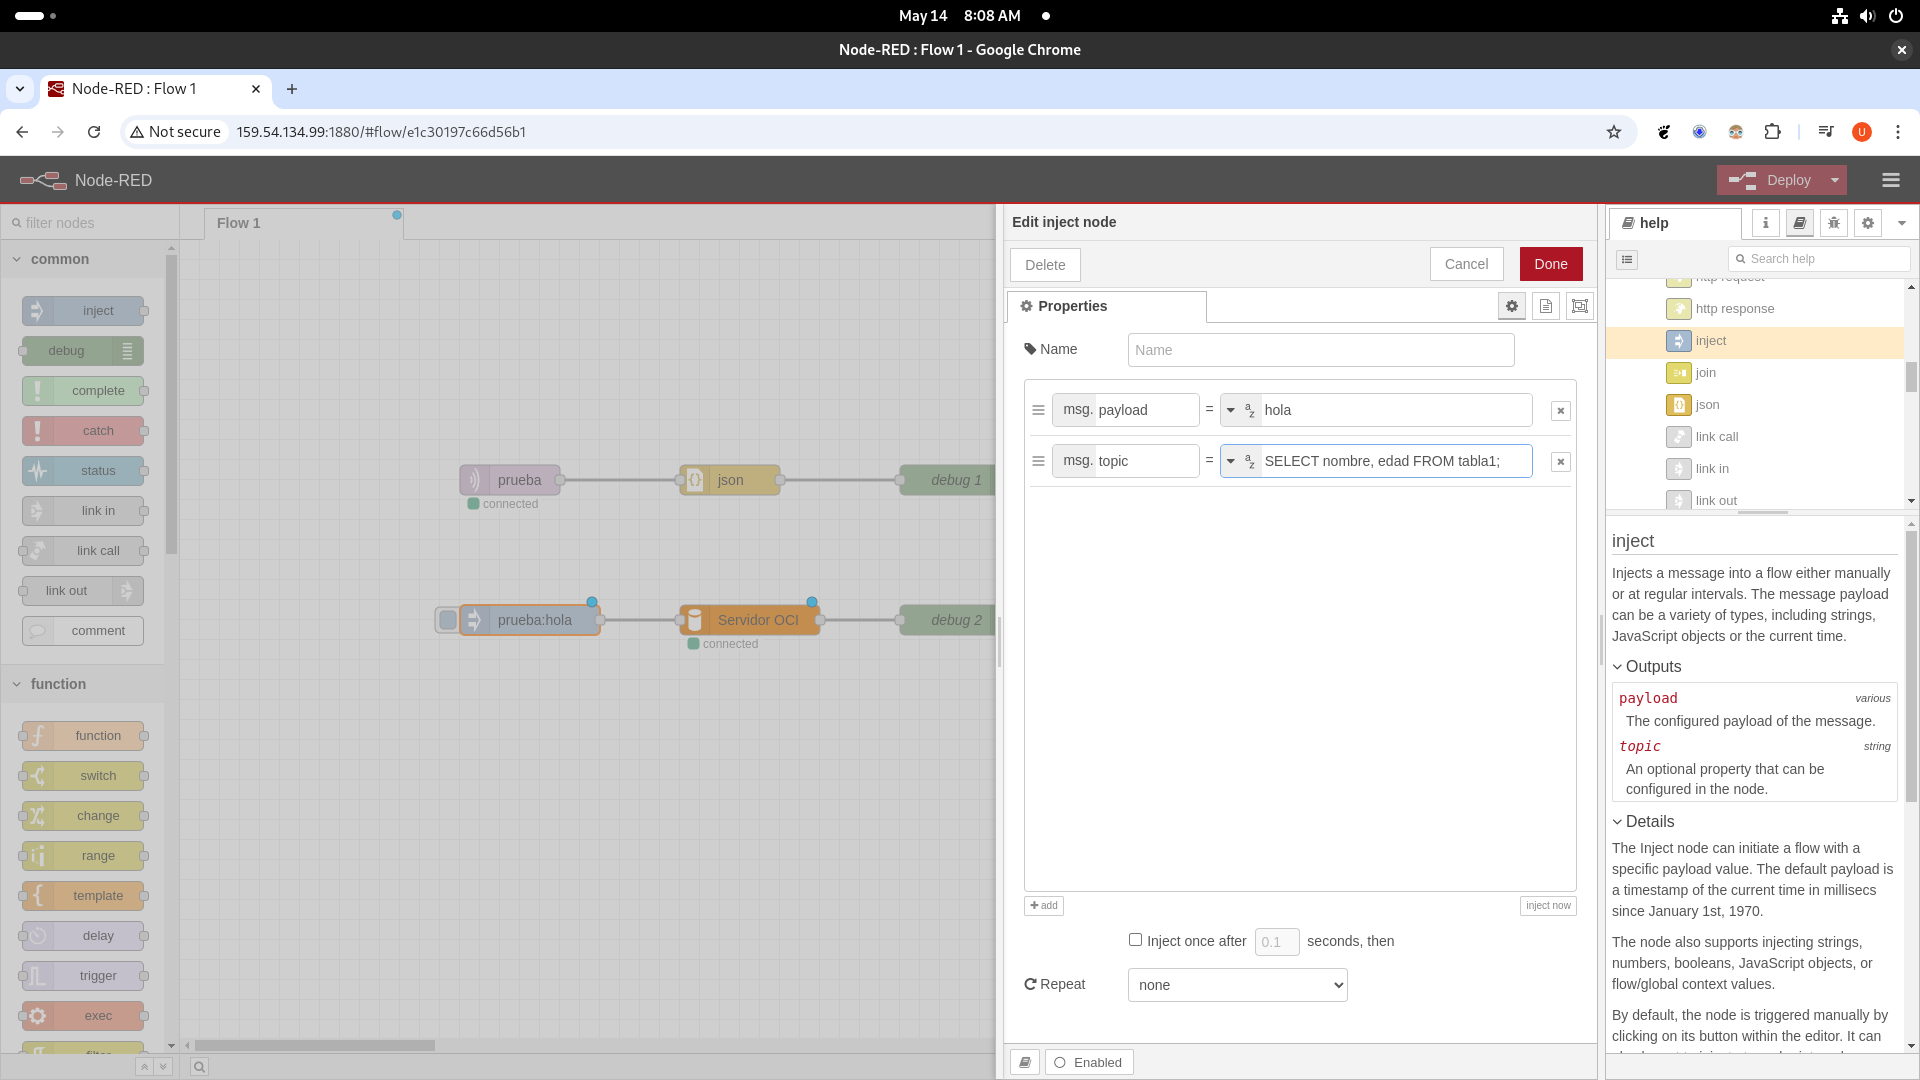 May 14 8:08 AM
Node-RED : Flow 1 - Google Chrome
Node-RED : Flow 1
Not secure 159.54.134.99:1880/#flow/e1c30197c66d56b1
U
Node-RED
Deploy
filter nodes
Flow 1
common
inject
debug
complete
catch
status
link in
link call
link out
comment
function
function
switch
change
range
template
delay
trigger
exec
prueba
connected
json
debug 1
prueba:hola
Servidor OCI
connected
debug 2
Edit inject node
Delete
Cancel
Done
Properties
Name
Name
msg. payload = hola
msg. topic = SELECT nombre, edad FROM tabla1;
add
inject now
Inject once after 0.1 seconds, then
Repeat none
Enabled
help
Search help
http request
http response
inject
join
json
link call
link in
link out
inject
Injects a message into a flow either manually
or at regular intervals. The message payload
can be a variety of types, including strings,
JavaScript objects or the current time.
Outputs
payload various
The configured payload of the message.
topic string
An optional property that can be
configured in the node.
Details
The Inject node can initiate a flow with a
specific payload value. The default payload is
a timestamp of the current time in millisecs
since January 1st, 1970.
The node also supports injecting strings,
numbers, booleans, JavaScript objects, or
flow/global context values.
By default, the node is triggered manually by
clicking on its button within the editor. It can